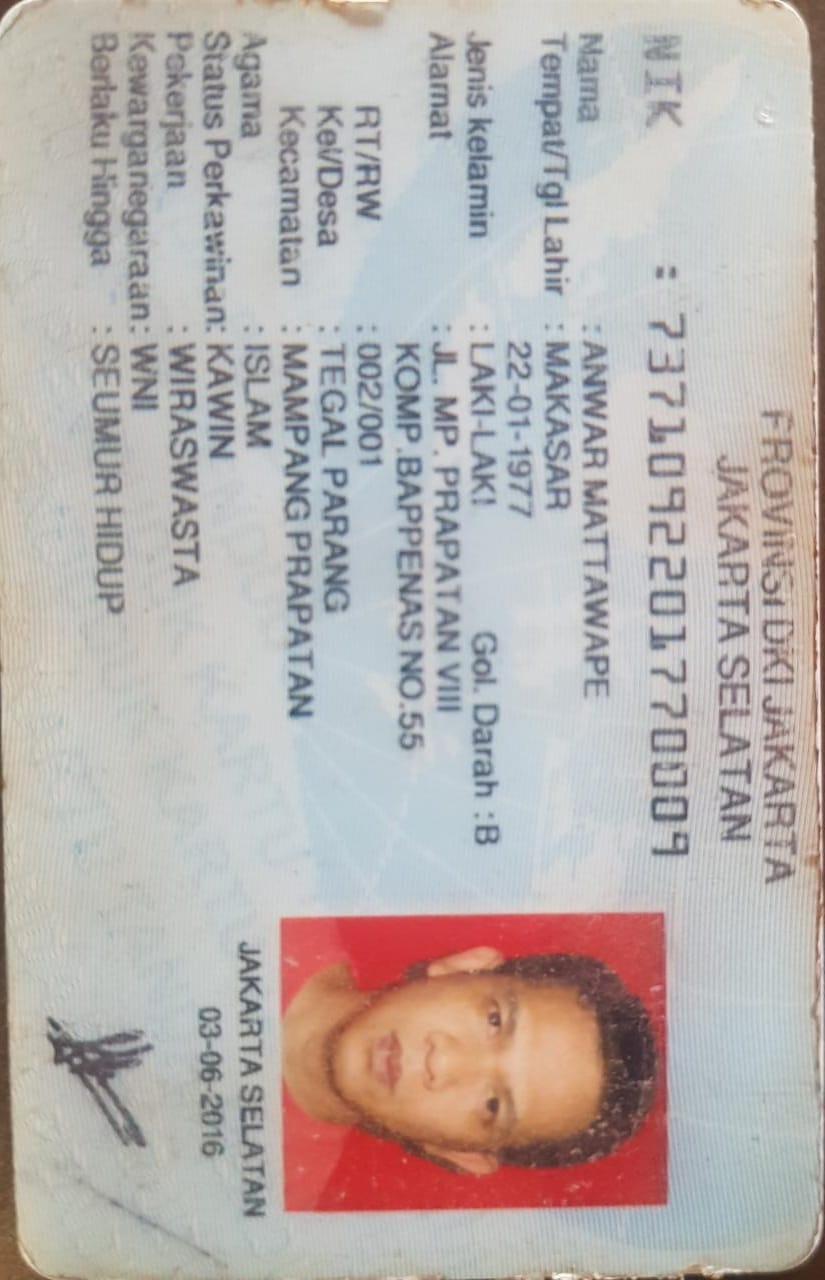 PROVINSI DKI JAKARTA
JAKARTA SELATAN
NIK : 7371092201770009
Nama : ANWAR MATTAWAPE
Tempat/Tgl Lahir : MAKASAR
22-01-1977
Jenis kelamin : LAKI-LAKI Gol. Darah : B
Alamat : JL. MP. PRAPATAN VIII
KOMP.BAPPENAS NO.55
RT/RW : 002/001
Kel/Desa : TEGAL PARANG
Kecamatan : MAMPANG PRAPATAN
Agama : ISLAM
Status Perkawinan: KAWIN
Pekerjaan : WIRASWASTA
Kewarganegaraan: WNI
Berlaku Hingga : SEUMUR HIDUP
JAKARTA SELATAN
03-06-2016